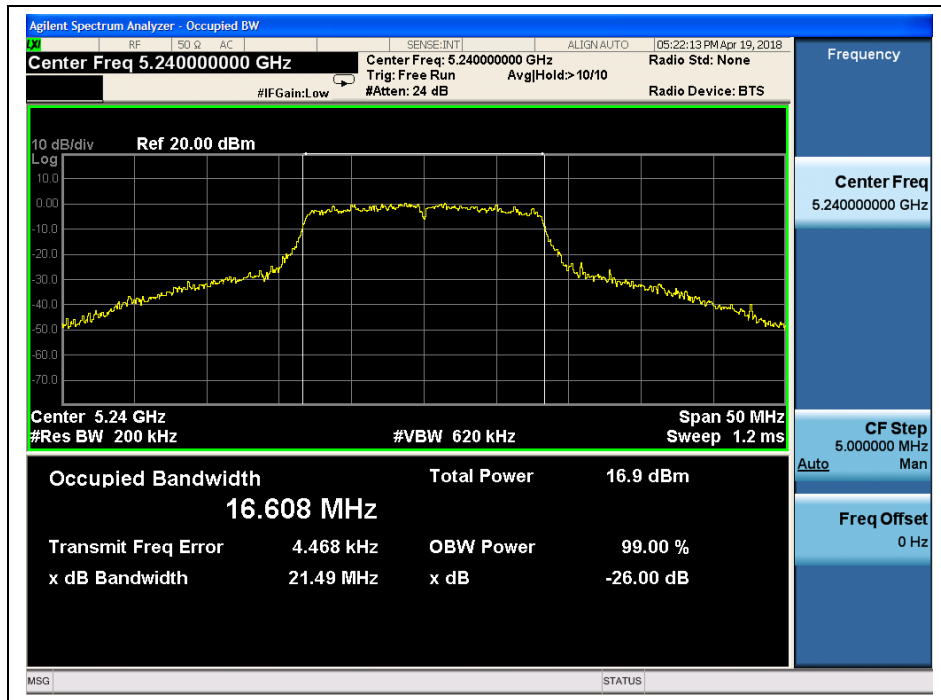 Agilent Spectrum Analyzer - Occupied BW
LXI RF 50 Ω AC SENSE:INT ALIGN AUTO 05:22:13 PM Apr 19, 2018
Center Freq 5.240000000 GHz
Center Freq: 5.240000000 GHz Radio Std: None
Trig: Free Run Avg|Hold:>10/10
#IFGain:Low #Atten: 24 dB Radio Device: BTS
Frequency
10 dB/div Ref 20.00 dBm
Log
10.0
0.00
-10.0
-20.0
-30.0
-40.0
-50.0
-60.0
-70.0
Center 5.24 GHz Span 50 MHz
#Res BW 200 kHz #VBW 620 kHz Sweep 1.2 ms
Occupied Bandwidth Total Power 16.9 dBm
16.608 MHz
Transmit Freq Error 4.468 kHz OBW Power 99.00 %
x dB Bandwidth 21.49 MHz x dB -26.00 dB
Center Freq
5.240000000 GHz
CF Step
5.000000 MHz
Auto Man
Freq Offset
0 Hz
MSG STATUS